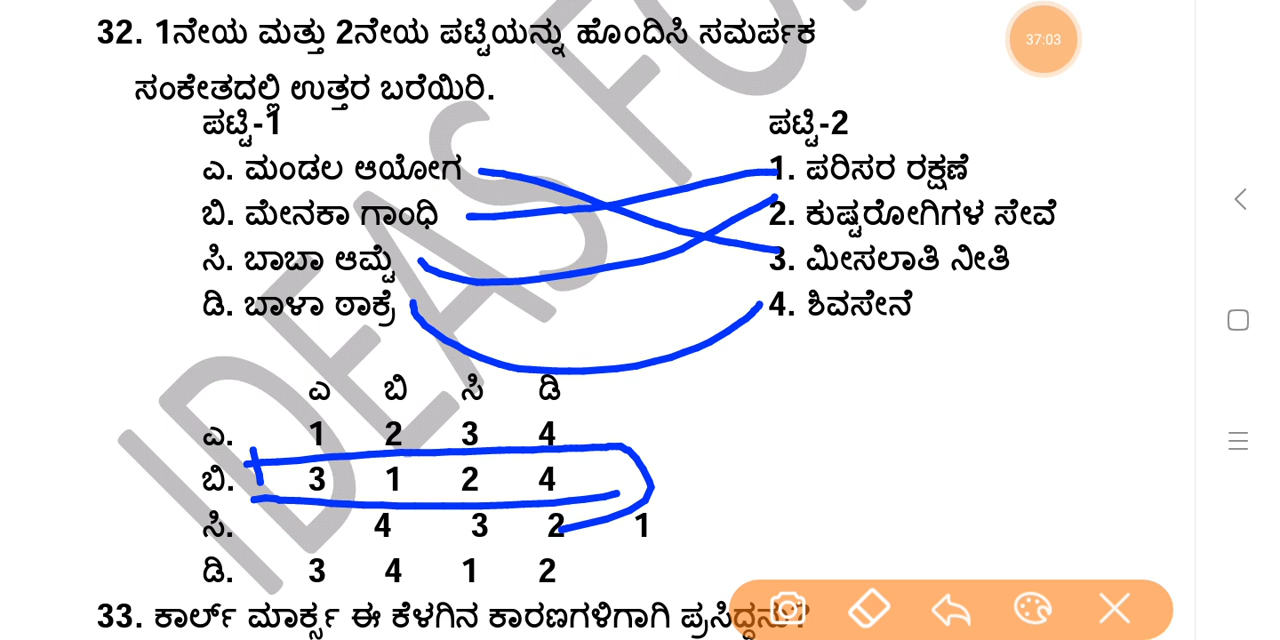 32. 1ನೇಯ ಮತ್ತು 2ನೇಯ ಪಟ್ಟಿಯನ್ನು ಹೊಂದಿಸಿ ಸಮರ್ಪಕ
ಸಂಕೇತದಲ್ಲಿ ಉತ್ತರ ಬರೆಯಿರಿ.
ಪಟ್ಟಿ-1 ಪಟ್ಟಿ-2
ಎ. ಮಂಡಲ ಆಯೋಗ 1. ಪರಿಸರ ರಕ್ಷಣೆ
ಬಿ. ಮೇನಕಾ ಗಾಂಧಿ 2. ಕುಷ್ಟರೋಗಿಗಳ ಸೇವೆ
ಸಿ. ಬಾಬಾ ಆಮ್ಟೆ 3. ಮೀಸಲಾತಿ ನೀತಿ
ಡಿ. ಬಾಳಾ ಠಾಕ್ರೆ 4. ಶಿವಸೇನೆ
ಎ ಬಿ ಸಿ ಡಿ
ಎ. 1 2 3 4
ಬಿ. 3 1 2 4
ಸಿ. 4 3 2 1
ಡಿ. 3 4 1 2
33. ಕಾರ್ಲ್ ಮಾರ್ಕ್ಸ ಈ ಕೆಳಗಿನ ಕಾರಣಗಳಿಗಾಗಿ ಪ್ರಸಿದ್ಧನು?
37:03
IDEAS FO